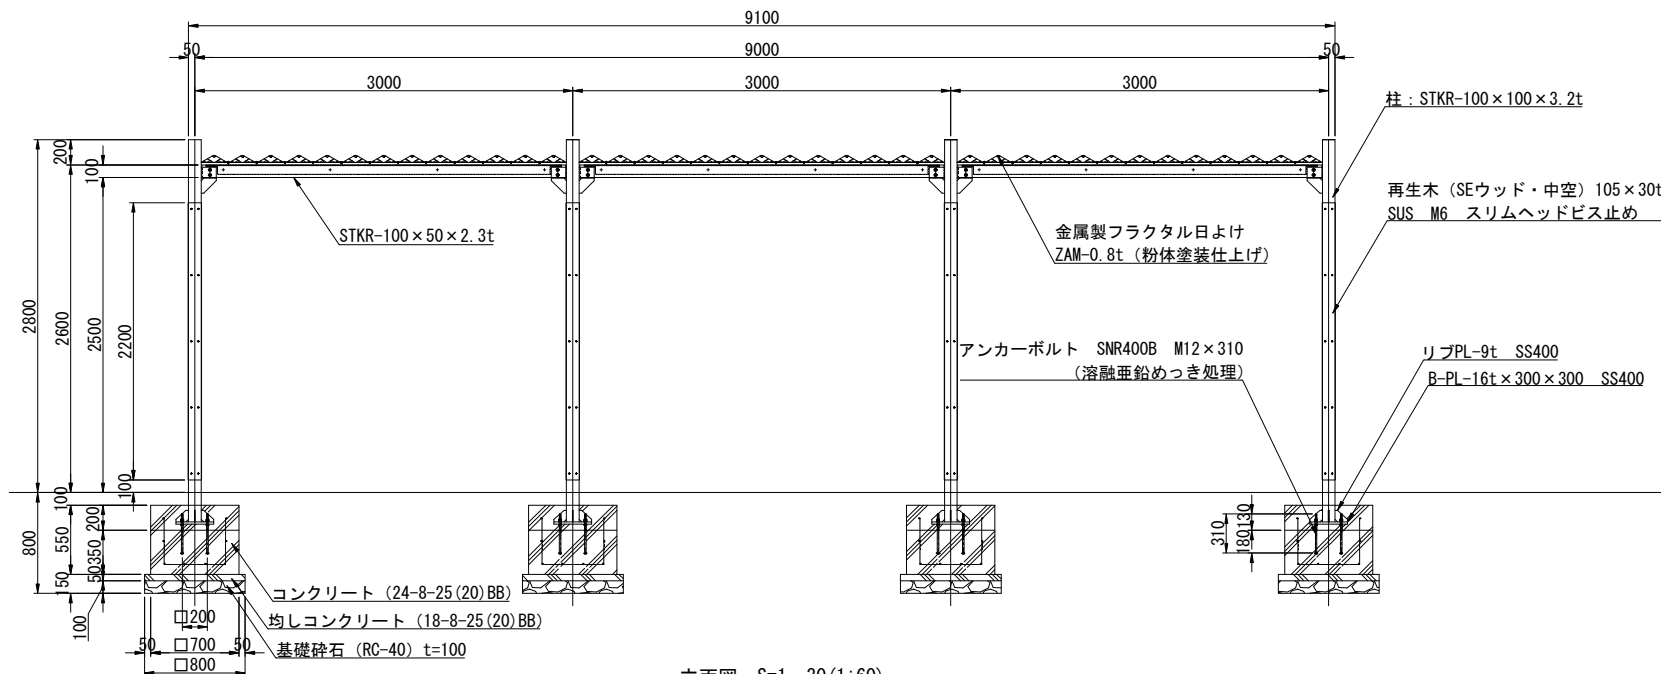 9100
50
9000
50
3000
3000
3000
柱：STKR-100×100×3.2t
200
100
再生木（SEウッド・中空）105×30t
SUS M6 スリムヘッドビス止め
STKR-100×50×2.3t
金属製フラクタル日よけ
ZAM-0.8t（粉体塗装仕上げ）
2800
2600
2500
2200
アンカーボルト SNR400B M12×310
（溶融亜鉛めっき処理）
リブPL-9t SS400
B-PL-16t×300×300 SS400
100
100
800
550
200
350
50
150
100
310
130
180
コンクリート（24-8-25(20)BB）
□200
均しコンクリート（18-8-25(20)BB）
50
□700
50
基礎砕石（RC-40）t=100
□800